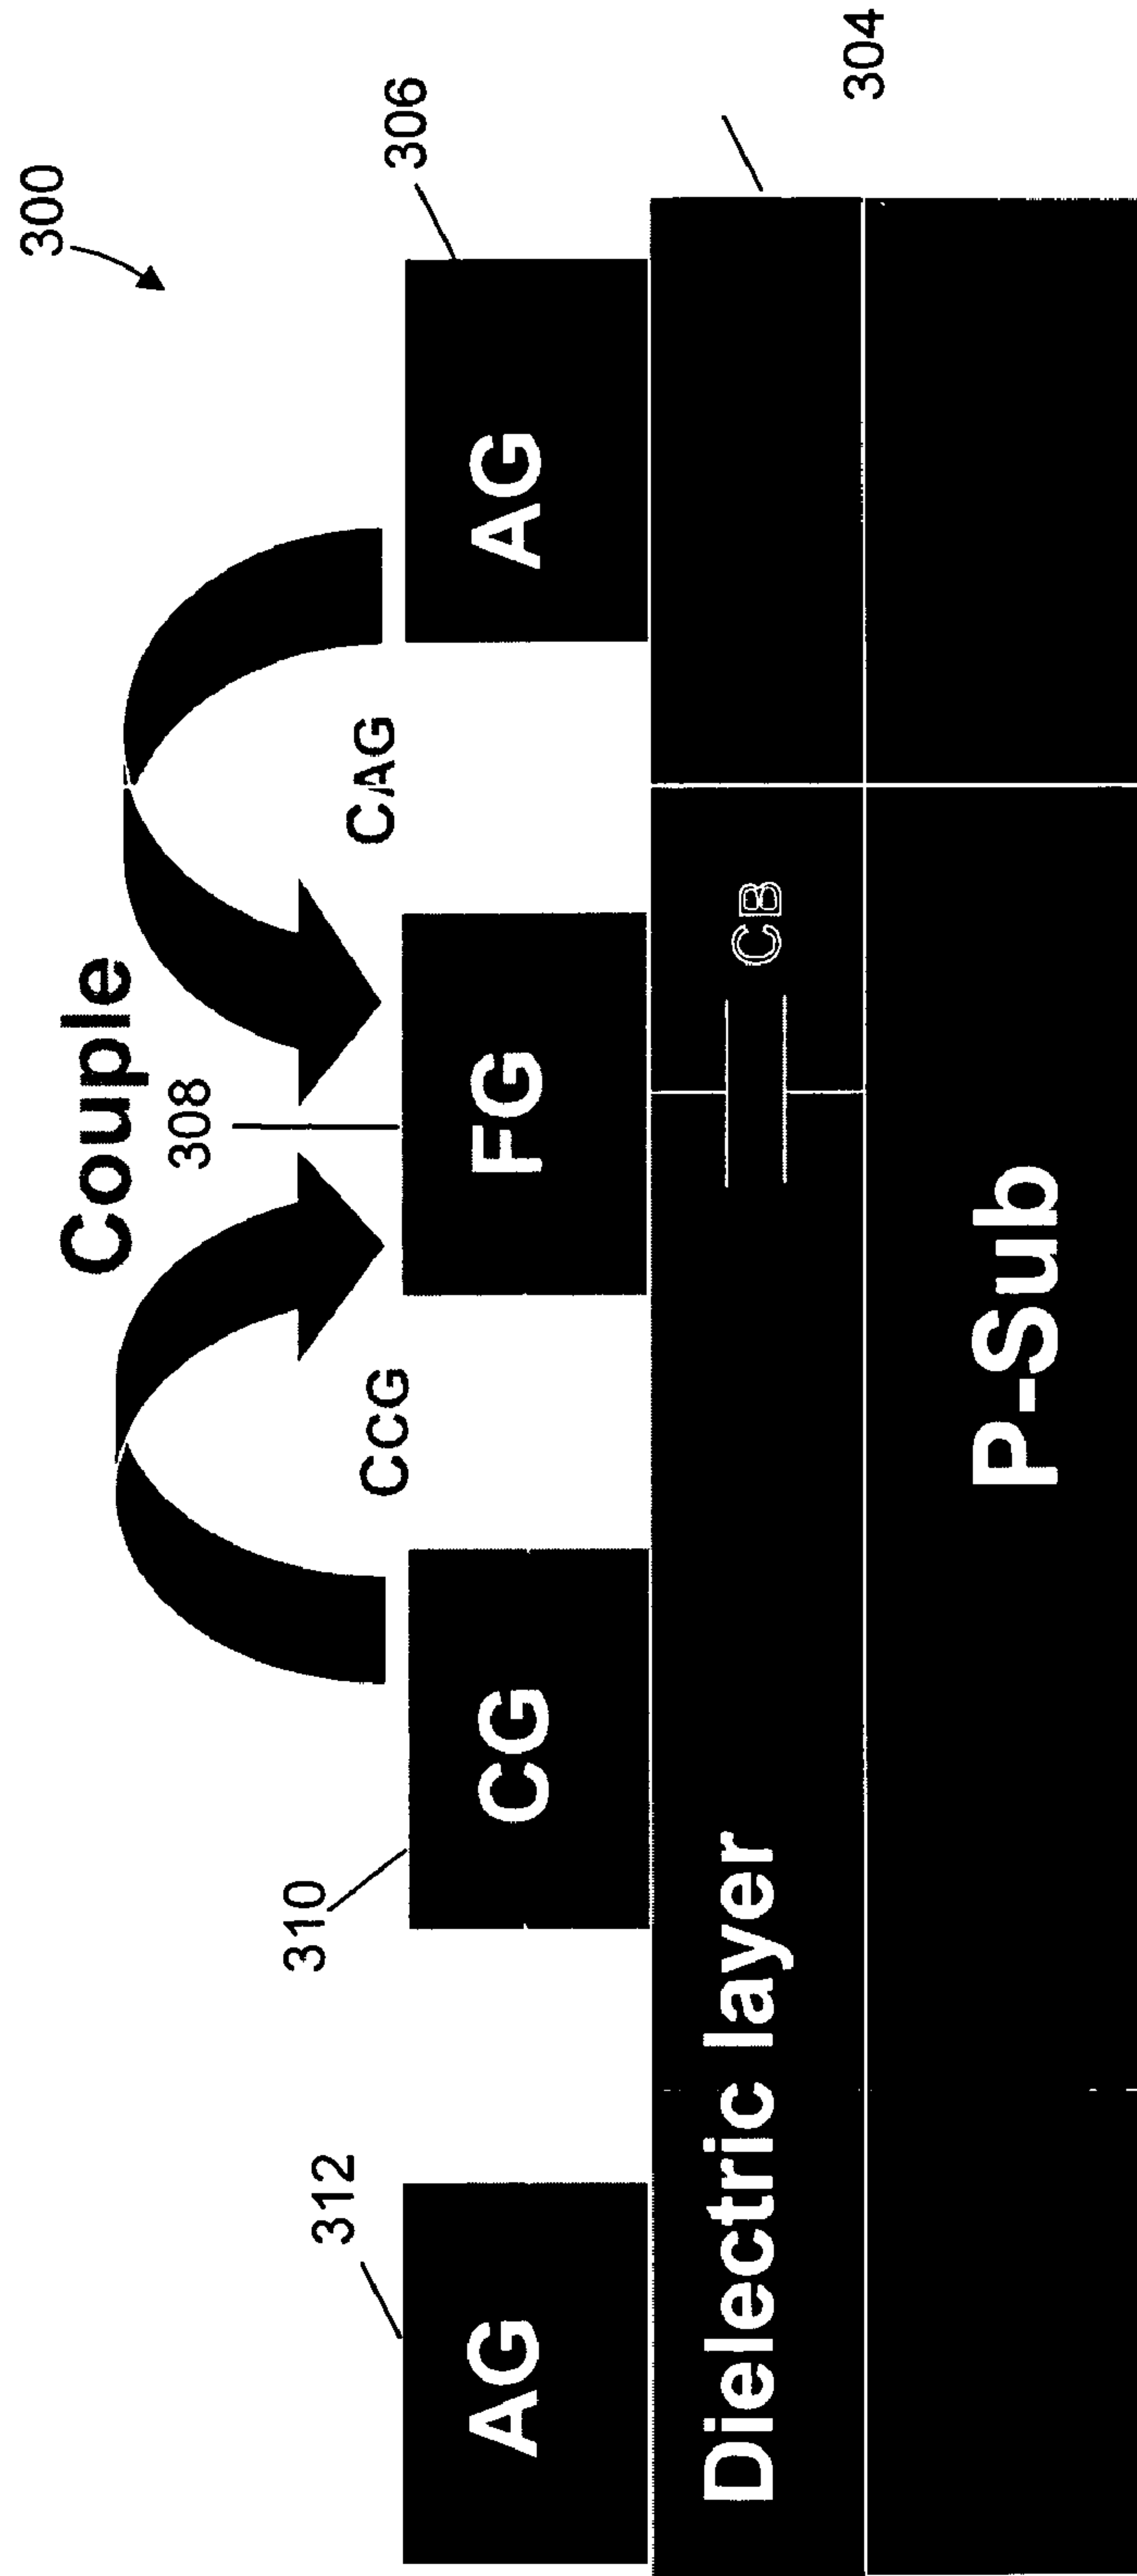 300
Couple
308
306
310
312
CCG
CAG
AG
CG
FG
AG
304
Dielectric layer
CB
P-Sub